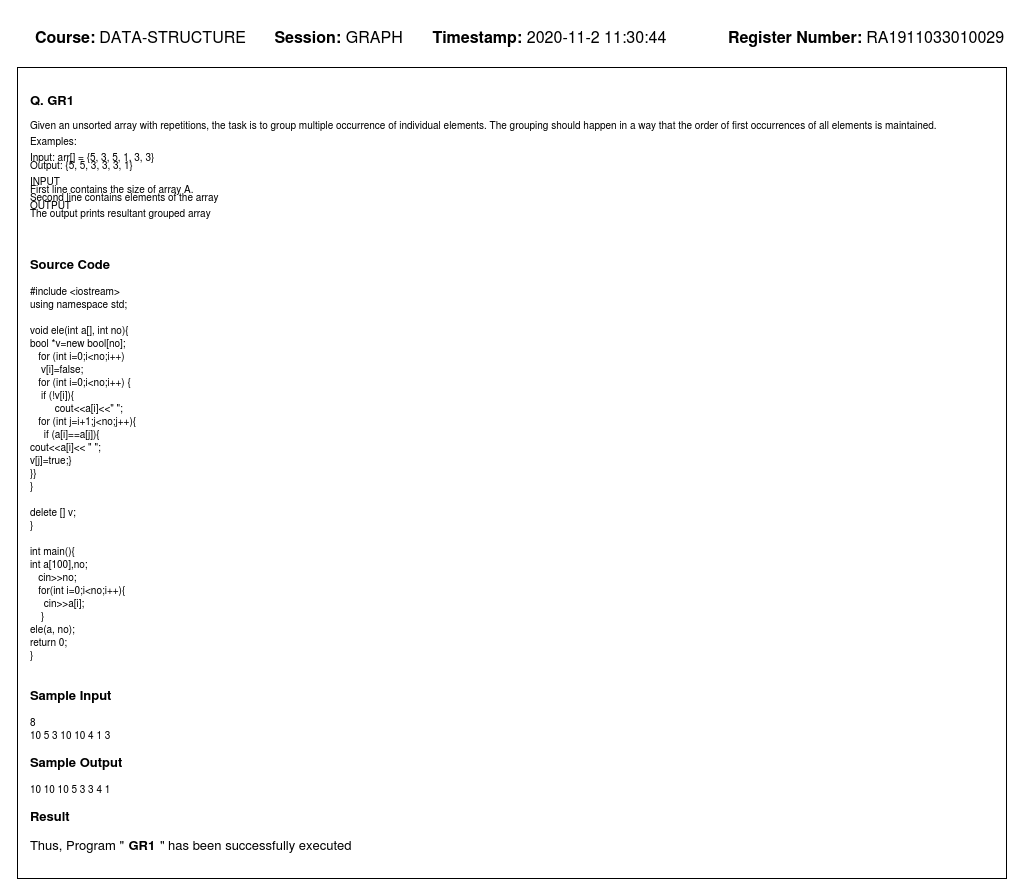 Course: DATA-STRUCTURE Session: GRAPH Timestamp: 2020-11-2 11:30:44 Register Number: RA1911033010029
Q. GR1
Given an unsorted array with repetitions, the task is to group multiple occurrence of individual elements. The grouping should happen in a way that the order of first occurrences of all elements is maintained.
Examples:
Input: arr[] = {5, 3, 5, 1, 3, 3}
Output: {5, 5, 3, 3, 3, 1}
INPUT
First line contains the size of array A.
Second line contains elements of the array
OUTPUT
The output prints resultant grouped array
Source Code
#include <iostream>
using namespace std;
void ele(int a[], int no){
bool *v=new bool[no];
for (int i=0;i<no;i++)
v[i]=false;
for (int i=0;i<no;i++) {
if (!v[i]){
cout<<a[i]<<" ";
for (int j=i+1;j<no;j++){
if (a[i]==a[j]){
cout<<a[i]<< " ";
v[j]=true;}
}}
}
delete [] v;
}
int main(){
int a[100],no;
cin>>no;
for(int i=0;i<no;i++){
cin>>a[i];
}
ele(a, no);
return 0;
}
Sample Input
8
10 5 3 10 10 4 1 3
Sample Output
10 10 10 5 3 3 4 1
Result
Thus, Program " GR1 " has been successfully executed